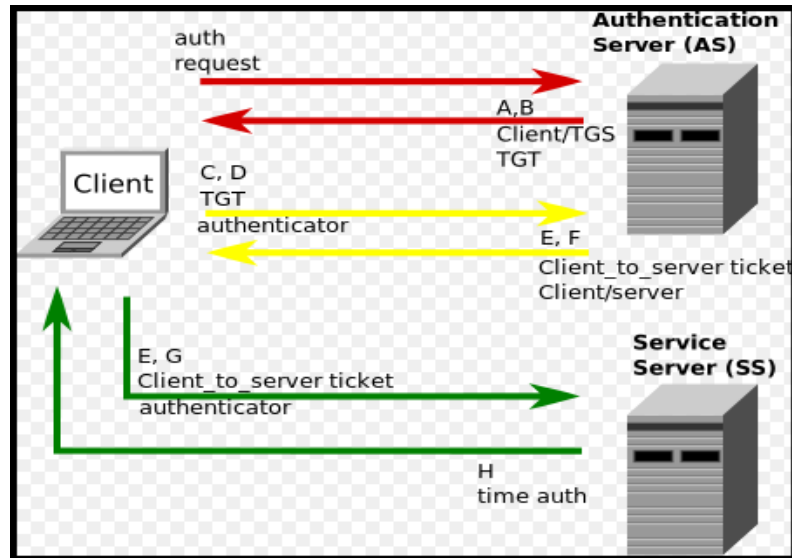 Authentication
Server (AS)
auth
request
A,B
Client/TGS
TGT
Client
C, D
TGT
authenticator
E, F
Client_to_server ticket
Client/server
Service
Server (SS)
E, G
Client_to_server ticket
authenticator
H
time auth